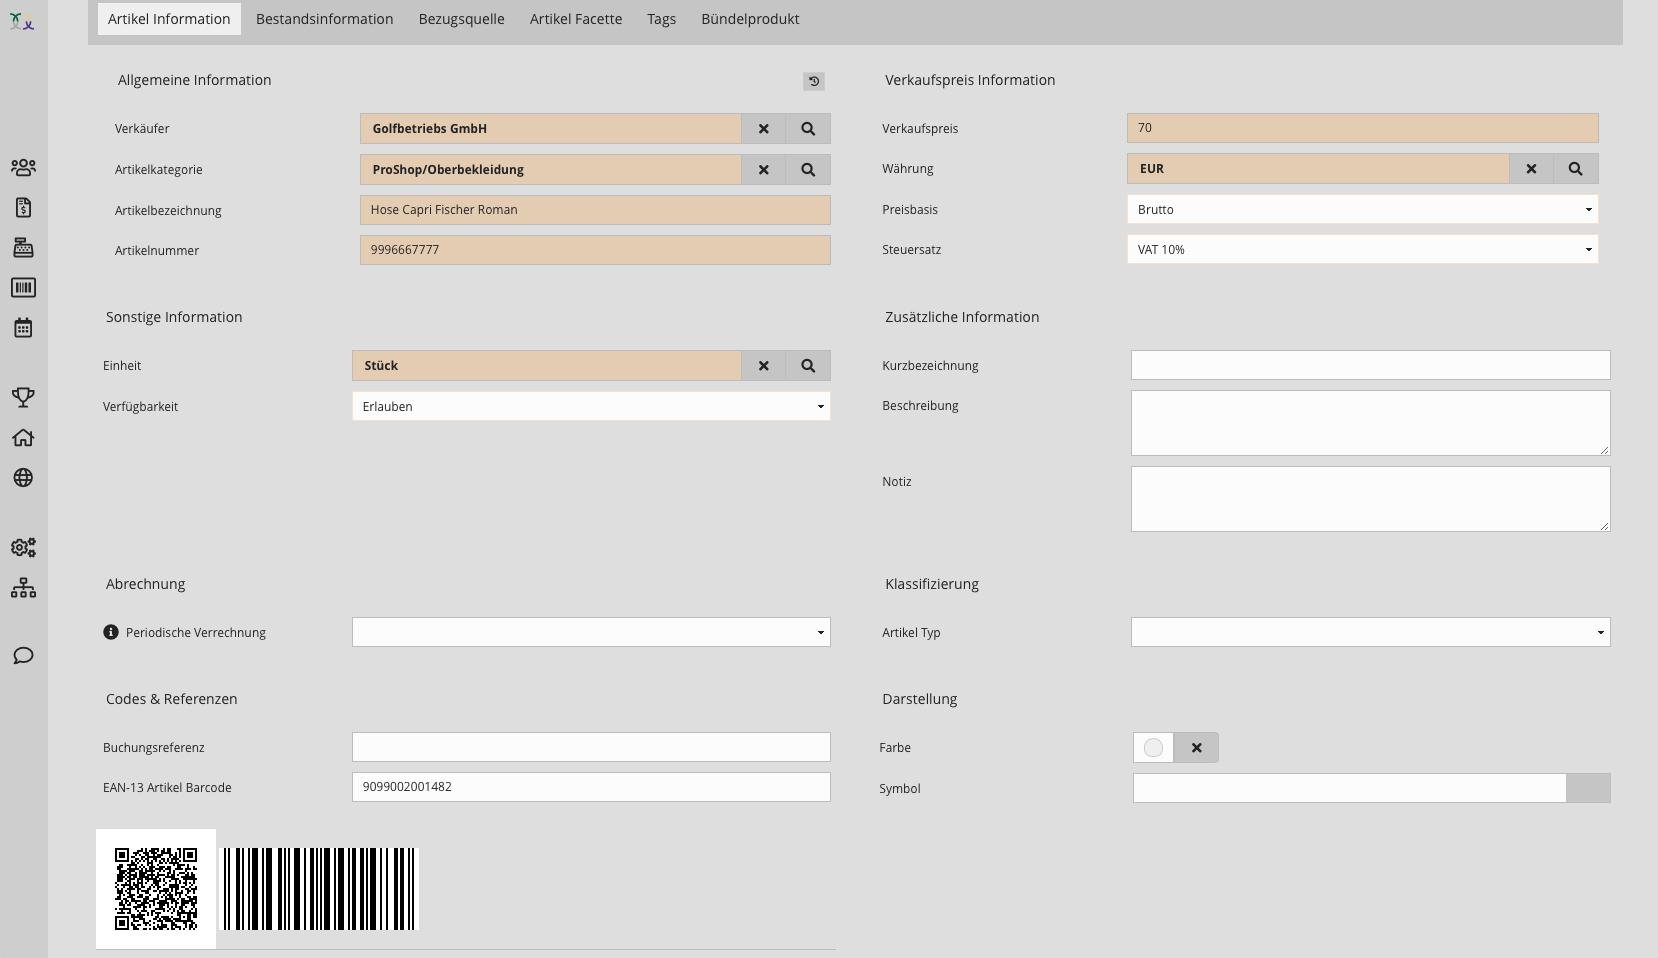 Artikel Information Bestandsinformation Bezugsquelle Artikel Facette Tags Bündelprodukt
Allgemeine Information
Verkäufer Golfbetriebs GmbH
Artikelkategorie ProShop/Oberbekleidung
Artikelbezeichnung Hose Capri Fischer Roman
Artikelnummer 9996667777
Verkaufspreis Information
Verkaufspreis 70
Währung EUR
Preisbasis Brutto
Steuersatz VAT 10%
Sonstige Information
Einheit Stück
Verfügbarkeit Erlauben
Zusätzliche Information
Kurzbezeichnung
Beschreibung
Notiz
Abrechnung
Periodische Verrechnung
Klassifizierung
Artikel Typ
Codes & Referenzen
Buchungsreferenz
EAN-13 Artikel Barcode 9099002001482
Darstellung
Farbe
Symbol